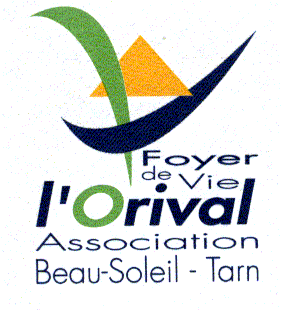 Foyer
de Vie
l'Orival
Association
Beau-Soleil - Tarn